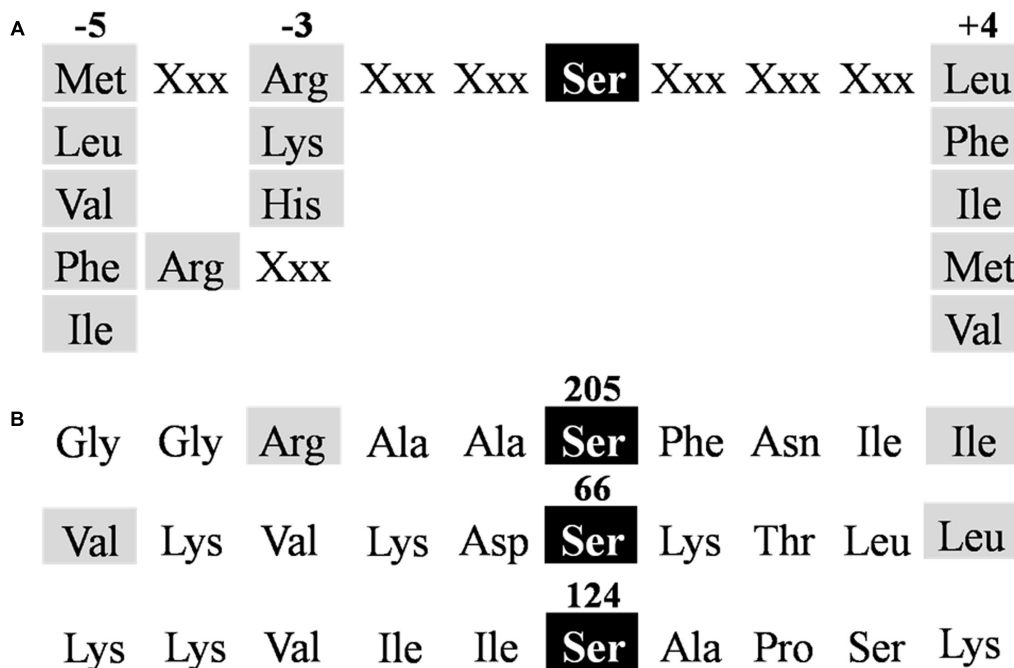 A
-5 -3 +4
Met Xxx Arg Xxx Xxx Ser Xxx Xxx Xxx Leu
Leu Lys Phe
Val His Ile
Phe Arg Xxx Met
Ile Val
B
205
Gly Gly Arg Ala Ala Ser Phe Asn Ile Ile
66
Val Lys Val Lys Asp Ser Lys Thr Leu Leu
124
Lys Lys Val Ile Ile Ser Ala Pro Ser Lys